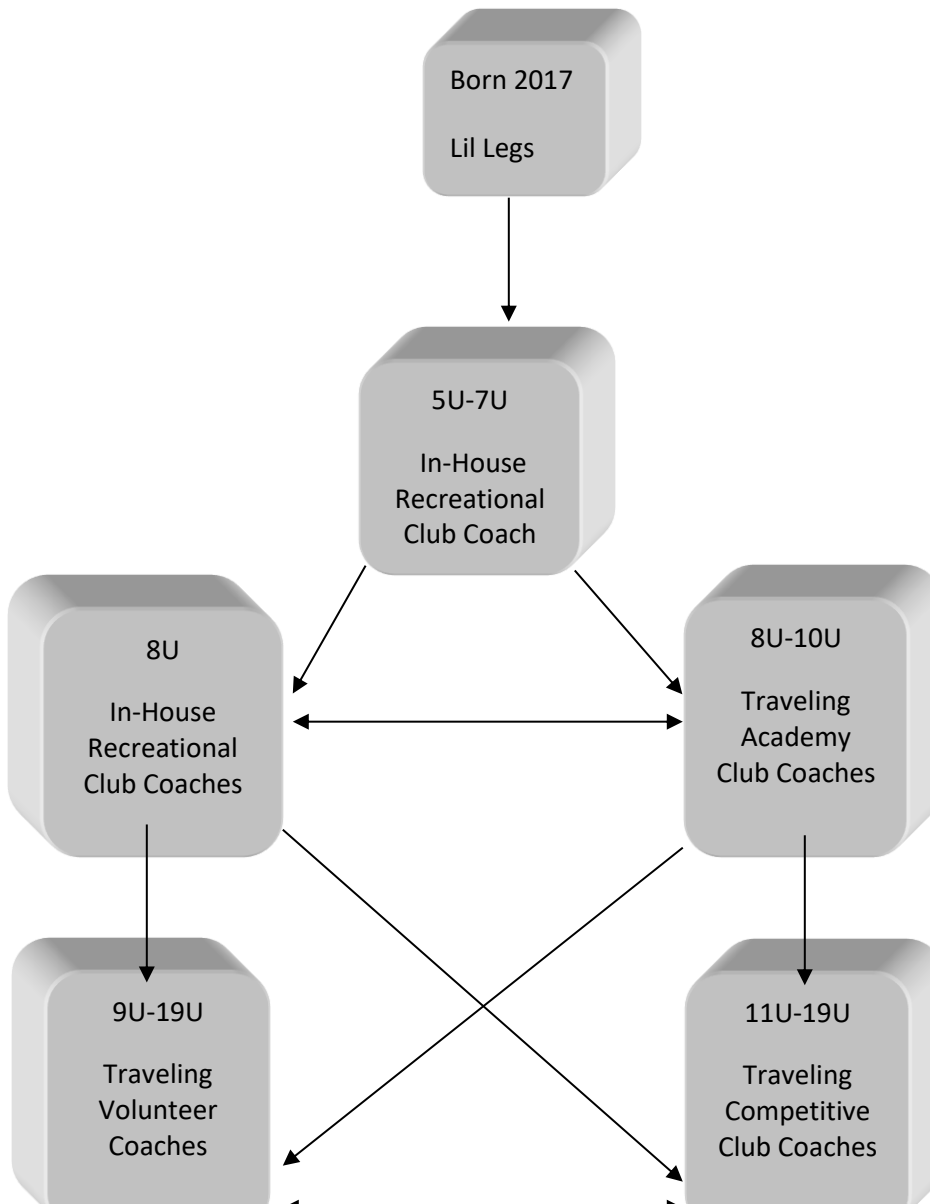 Born 2017
Lil Legs
5U-7U
In-House
Recreational
Club Coach
8U
In-House
Recreational
Club Coaches
8U-10U
Traveling
Academy
Club Coaches
9U-19U
Traveling
Volunteer
Coaches
11U-19U
Traveling
Competitive
Club Coaches